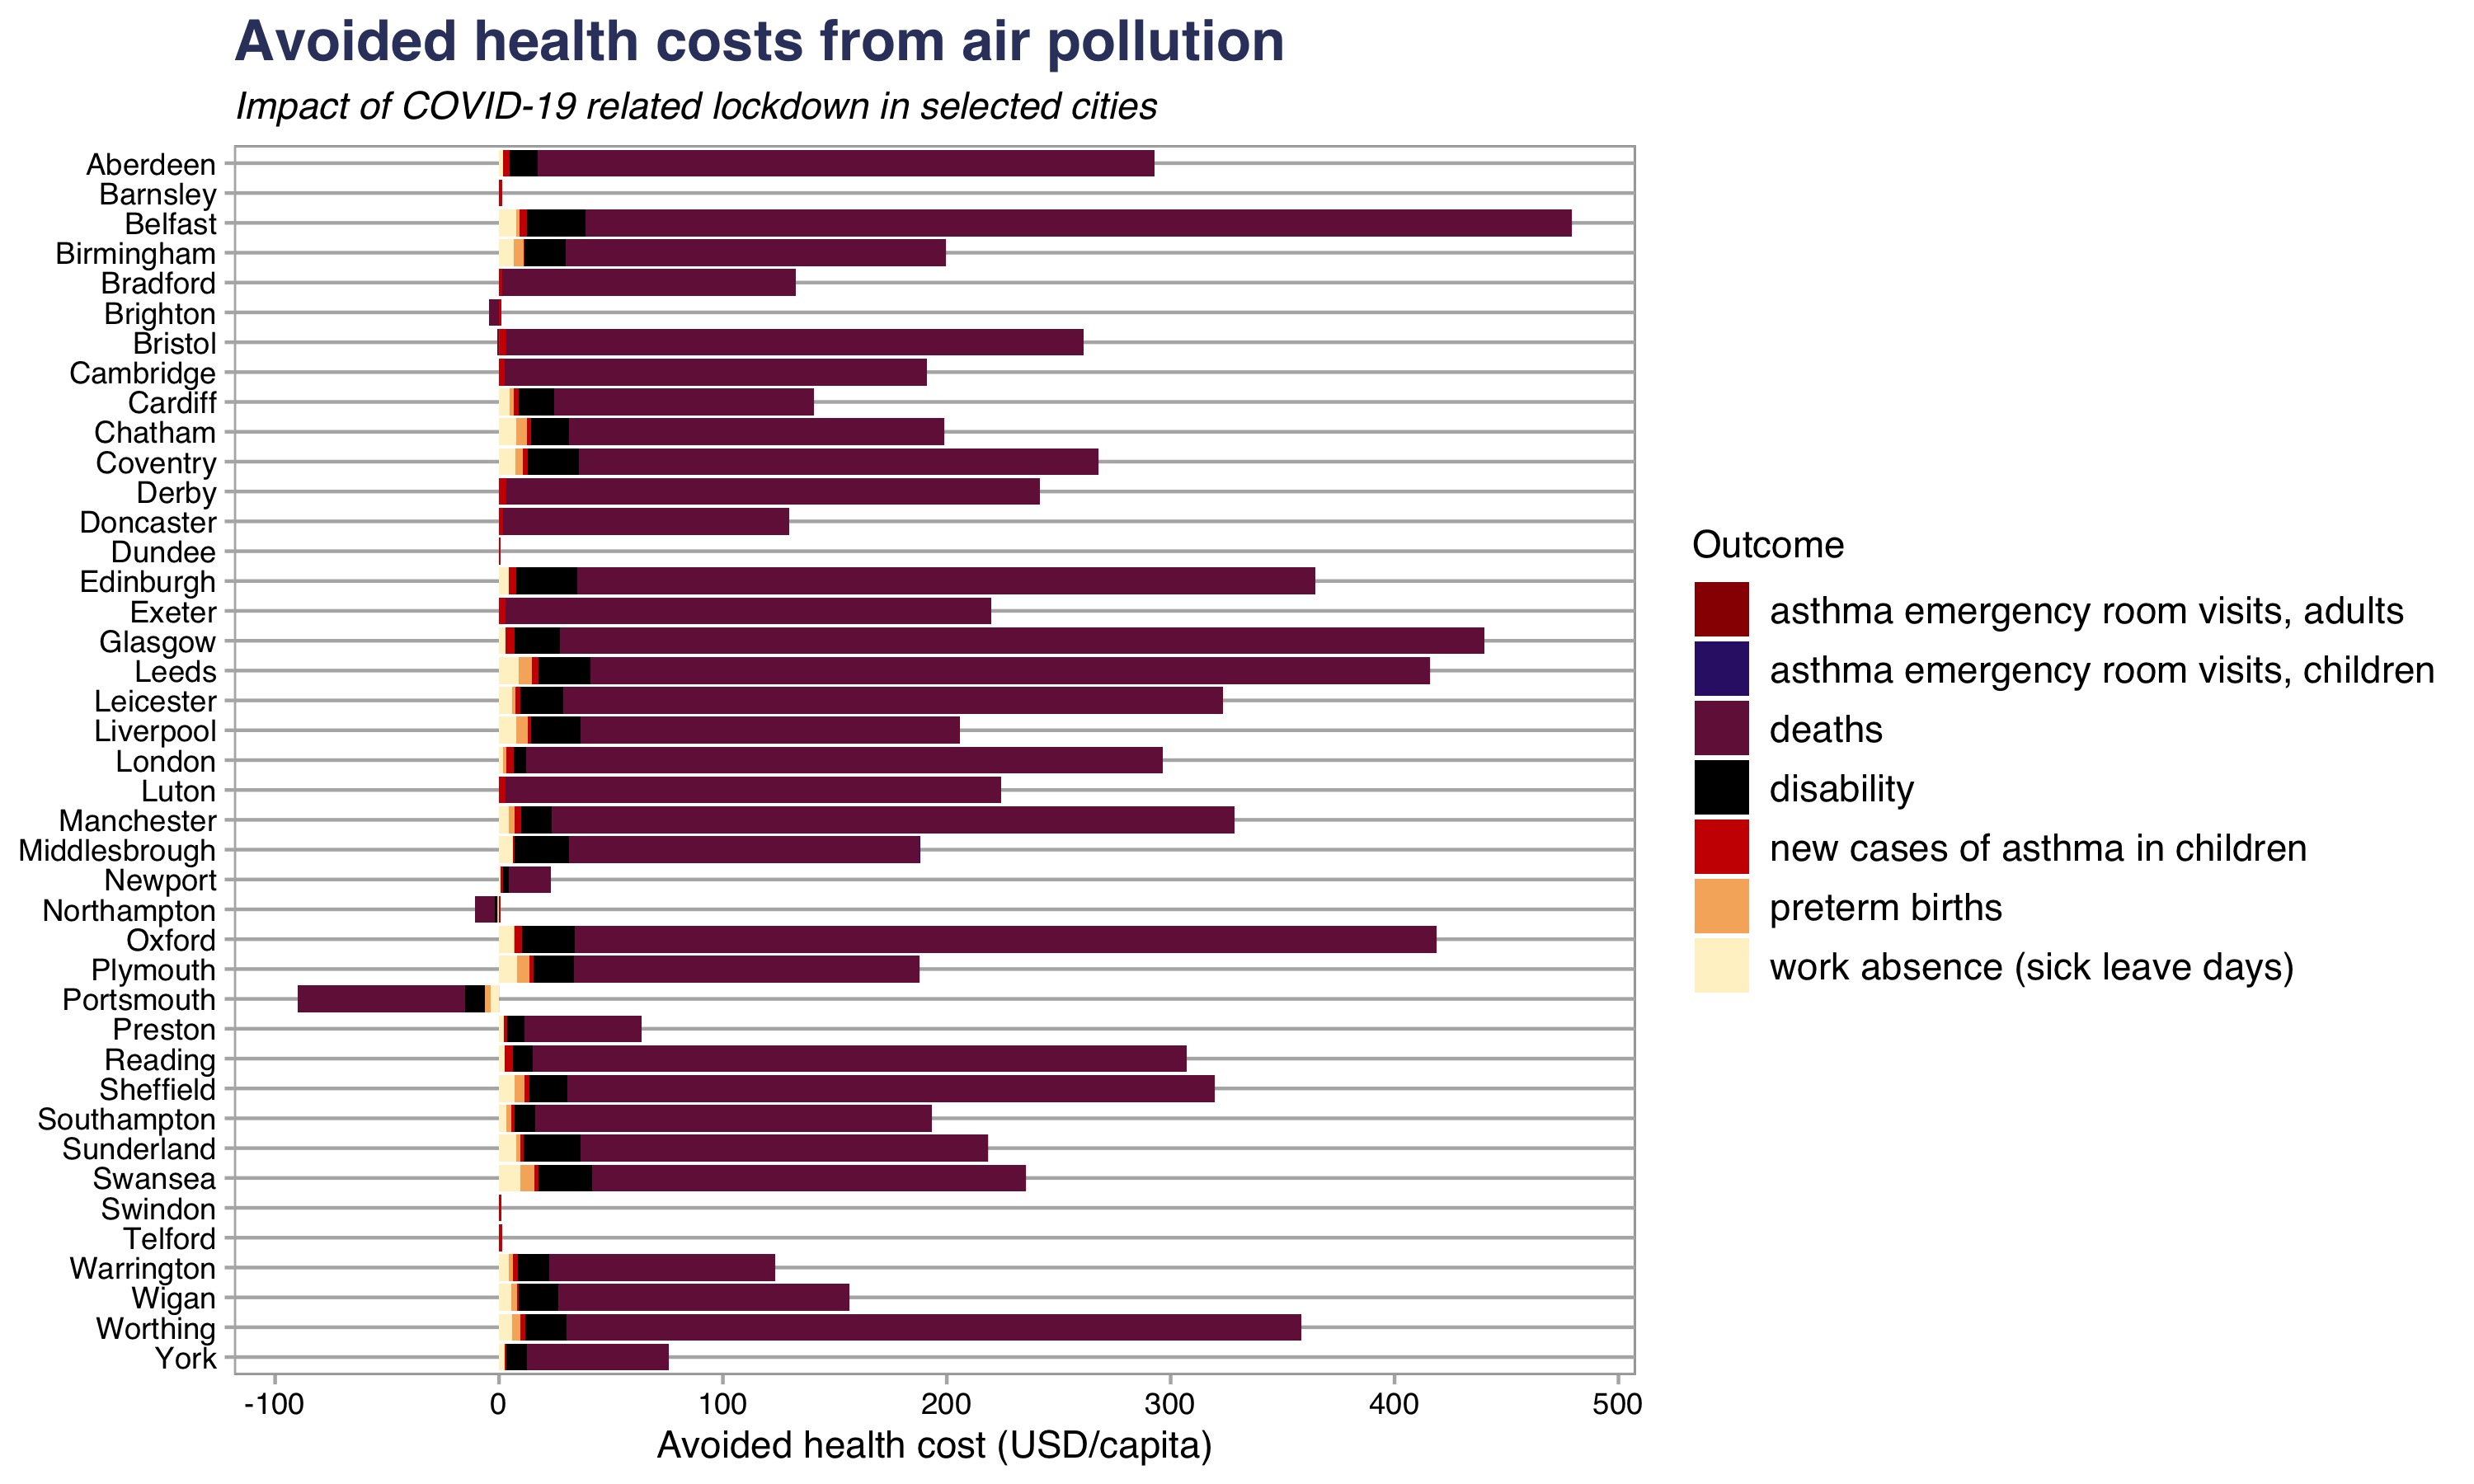 Avoided health costs from air pollution
Impact of COVID-19 related lockdown in selected cities
Aberdeen
Barnsley
Belfast
Birmingham
Bradford
Brighton
Bristol
Cambridge
Cardiff
Chatham
Coventry
Derby
Doncaster
Dundee
Edinburgh
Exeter
Glasgow
Leeds
Leicester
Liverpool
London
Luton
Manchester
Middlesbrough
Newport
Northampton
Oxford
Plymouth
Portsmouth
Preston
Reading
Sheffield
Southampton
Sunderland
Swansea
Swindon
Telford
Warrington
Wigan
Worthing
York
-100 0 100 200 300 400 500
Avoided health cost (USD/capita)
Outcome
asthma emergency room visits, adults
asthma emergency room visits, children
deaths
disability
new cases of asthma in children
preterm births
work absence (sick leave days)